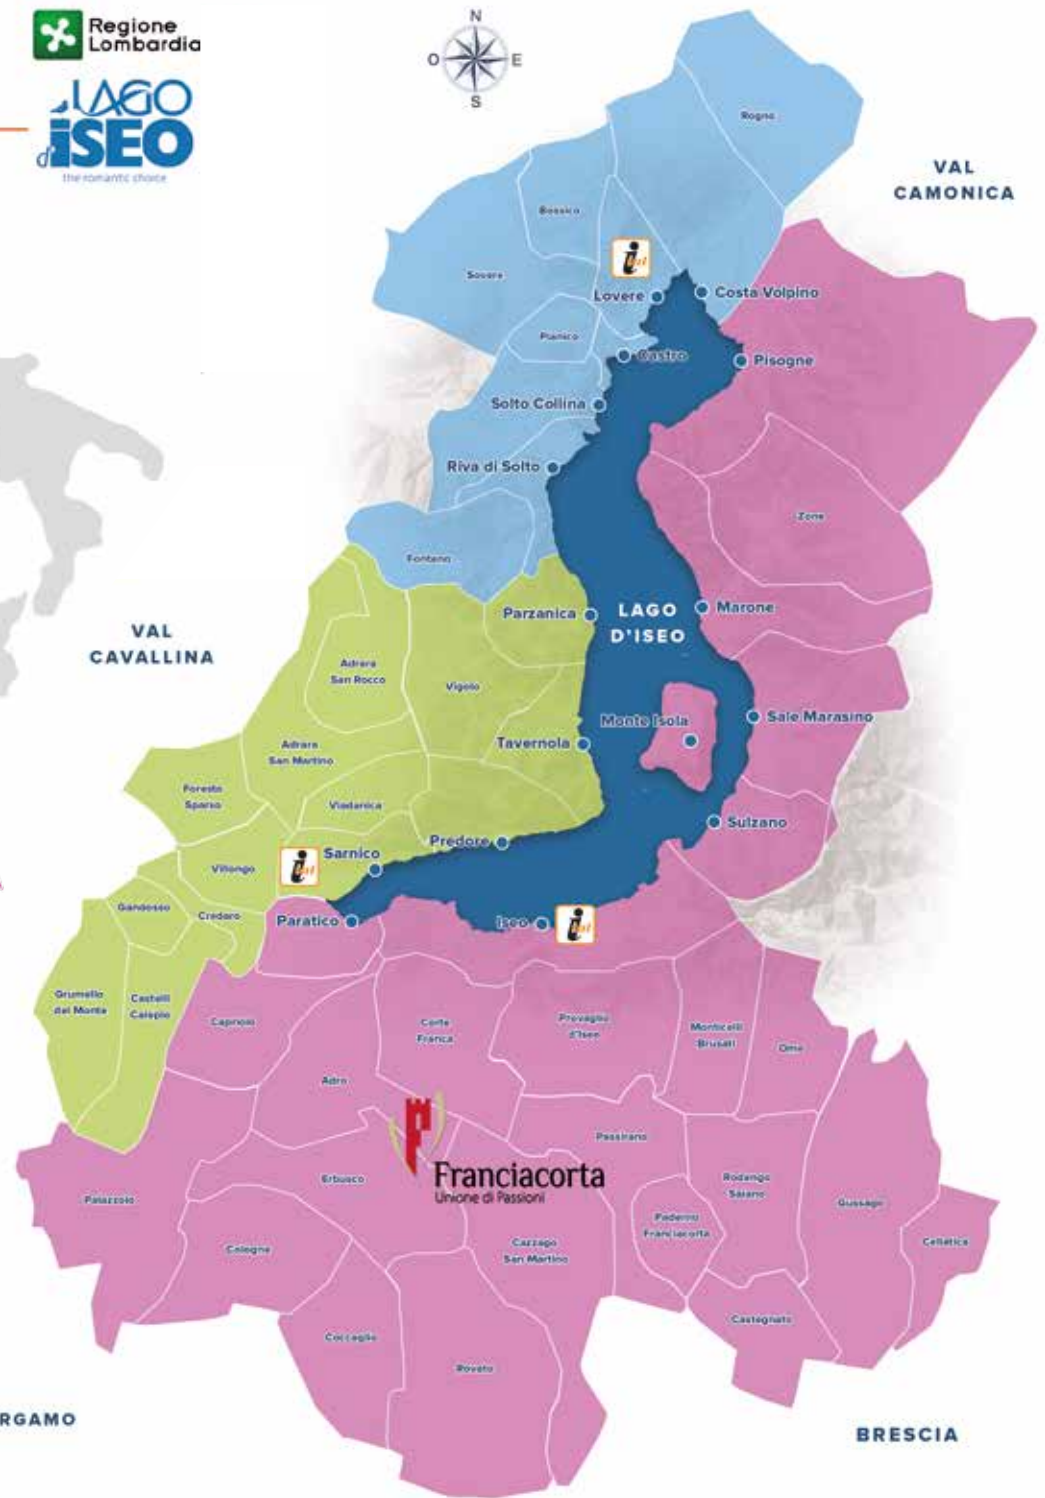 Regione
Lombardia
LAGO
d'ISEO
the romantic choice
N
O
E
S
Rogno
VAL
CAMONICA
Bossico
Sovere
Lovere
Costa Volpino
Pianico
Castro
Pisogne
Solto Collina
Riva di Solto
Zone
Fonteno
Parzanica
LAGO
D'ISEO
Marone
VAL
CAVALLINA
Adrara
San Rocco
Vigolo
Monte Isola
Sale Marasino
Adrara
San Martino
Tavernola
Foresto
Sparso
Viadanica
Predore
Sulzano
Sarnico
Villongo
Gandosso
Credaro
Paratico
Iseo
Grumello
del Monte
Castelli
Calepio
Capriolo
Corte
Franca
Provaglio
d'Iseo
Monticelli
Brusati
Ome
Adro
Passirano
Franciacorta
Unione di Passioni
Erbusco
Palazzolo
Rodengo
Saiano
Gussago
Paderno
Franciacorta
Cellatica
Cologne
Cazzago
San Martino
Castegnato
Coccaglio
Rovato
RGAMO
BRESCIA